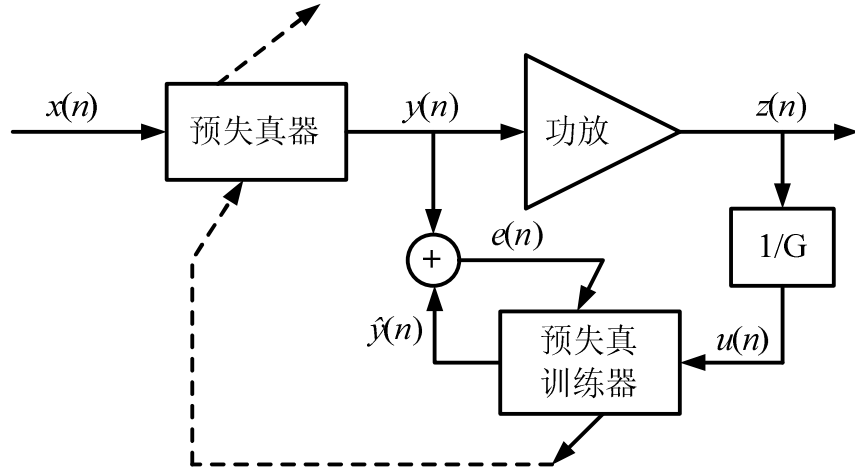 x(n)
预失真器
y(n)
功放
z(n)
e(n)
+
1/G
ŷ(n)
预失真
训练器
u(n)